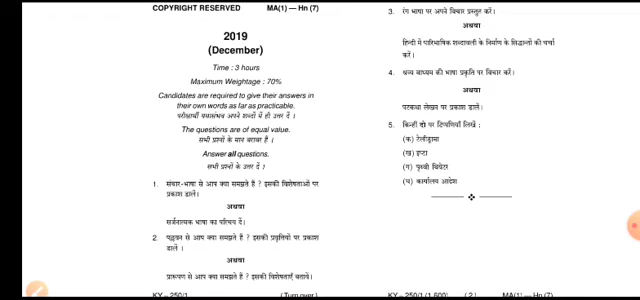 COPYRIGHT RESERVED MA(1) — Hn (7)
2019
(December)
Time : 3 hours
Maximum Weightage : 70%
Candidates are required to give their answers in
their own words as far as practicable.
परीक्षार्थी यथासंभव अपने शब्दों में ही उत्तर दें ।
The questions are of equal value.
सभी प्रश्नों के मान बराबर हैं ।
Answer all questions.
सभी प्रश्नों के उत्तर दें ।
1. संचार-भाषा से आप क्या समझते हैं ? इसकी विशेषताओं पर
प्रकाश डालें।
अथवा
सर्जनात्मक भाषा का परिचय दें।
2. पल्लवन से आप क्या समझते हैं ? इसकी प्रवृत्तियों पर प्रकाश
डालें ।
अथवा
प्रारूपण से आप क्या समझते हैं ? इसकी विशेषताएँ बतावें।
KY – 250/1 (Turn over)
3. रंग भाषा पर अपने विचार प्रस्तुत करें।
अथवा
हिन्दी में पारिभाषिक शब्दावली के निर्माण के सिद्धान्तों की चर्चा
करें।
4. श्रव्य माध्यम की भाषा प्रकृति पर विचार करें।
अथवा
पटकथा लेखन पर प्रकाश डालें।
5. किन्हीं दो पर टिप्पणियाँ लिखें :
(क) टेलीड्रामा
(ख) इप्टा
(ग) पृथ्वी थियेटर
(घ) कार्यालय आदेश
KY – 250/1 (1,600) (2) MA(1) — Hn (7)